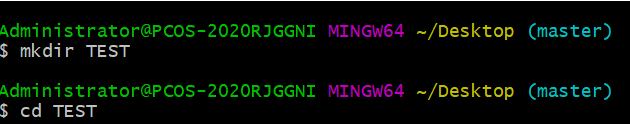 Administrator@PCOS-2020RJGGNI MINGW64 ~/Desktop (master)
$ mkdir TEST
Administrator@PCOS-2020RJGGNI MINGW64 ~/Desktop (master)
$ cd TEST